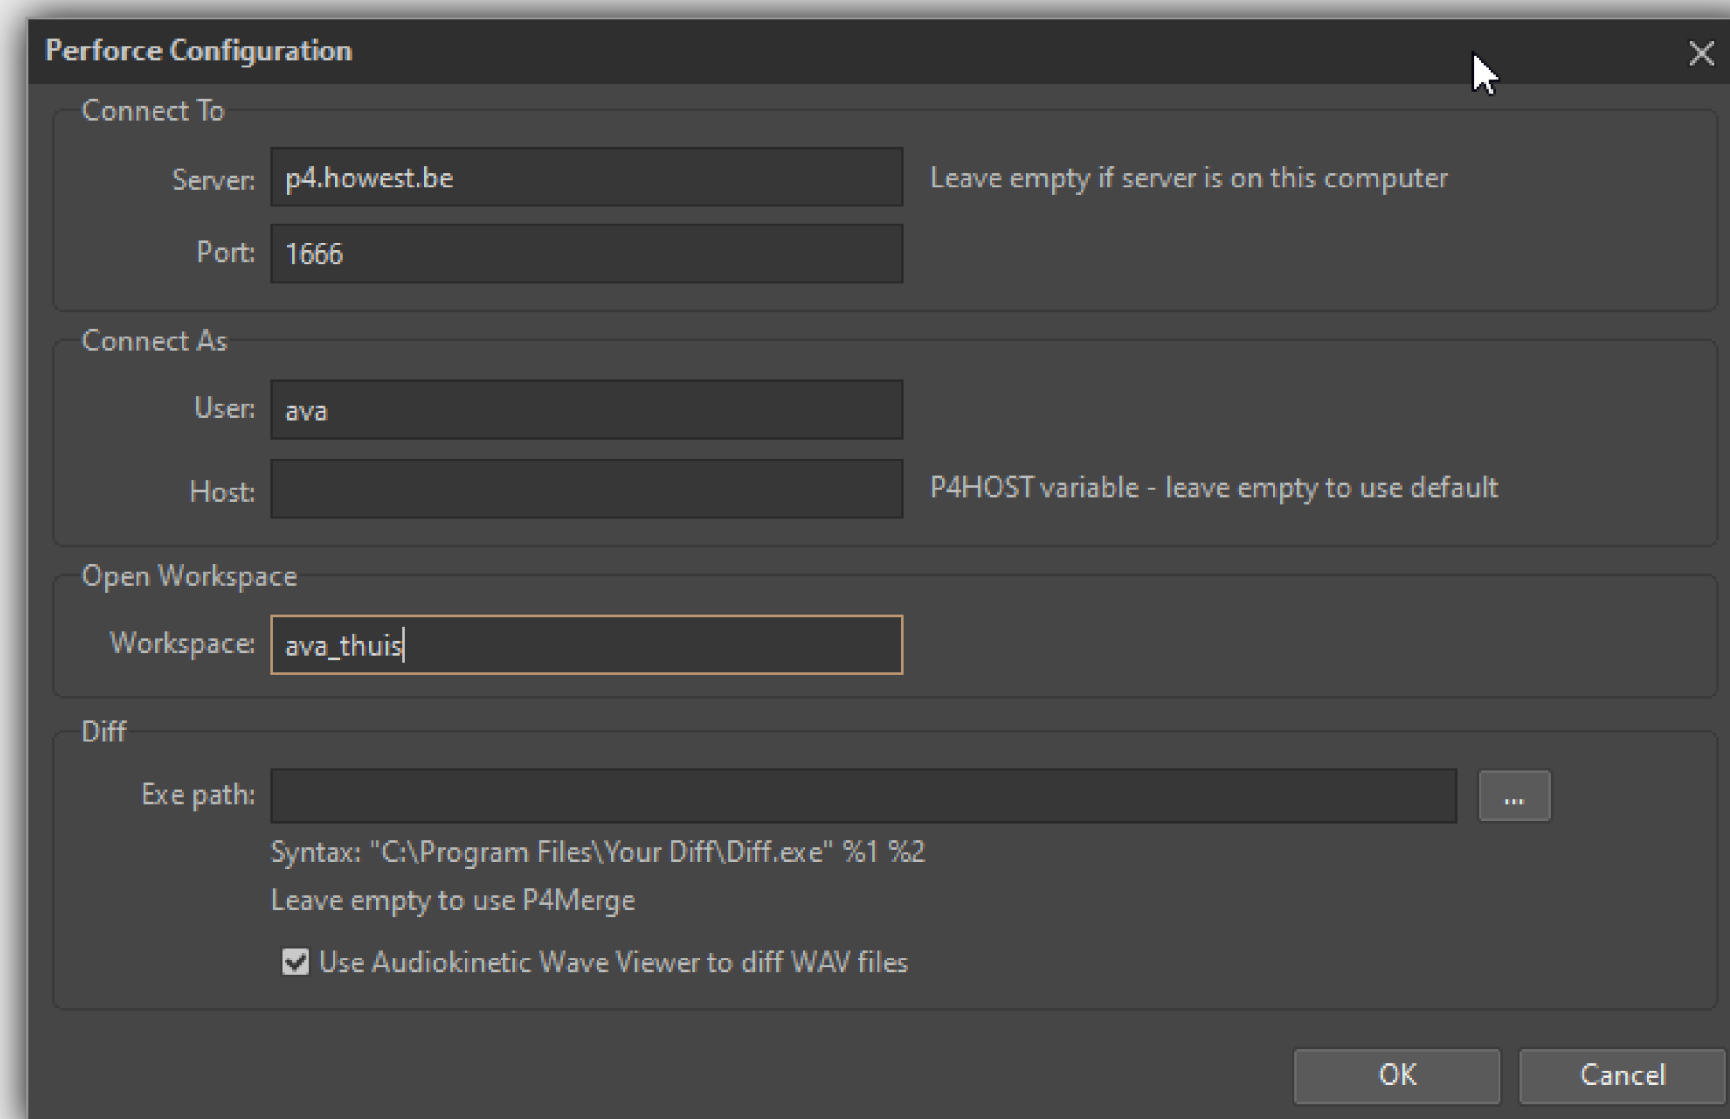 Perforce Configuration
Connect To
Server: p4.howest.be Leave empty if server is on this computer
Port: 1666
Connect As
User: ava
Host: P4HOST variable - leave empty to use default
Open Workspace
Workspace: ava_thuis
Diff
Exe path: ...
Syntax: "C:\Program Files\Your Diff\Diff.exe" %1 %2
Leave empty to use P4Merge
Use Audiokinetic Wave Viewer to diff WAV files
OK Cancel